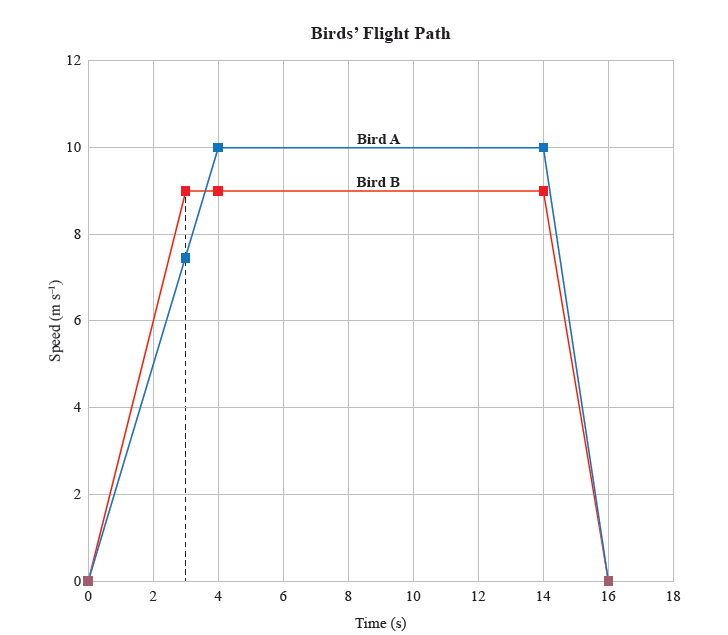 Birds’ Flight Path
12
10
8
6
4
2
0
Speed (m s⁻¹)
Bird A
Bird B
0 2 4 6 8 10 12 14 16 18
Time (s)